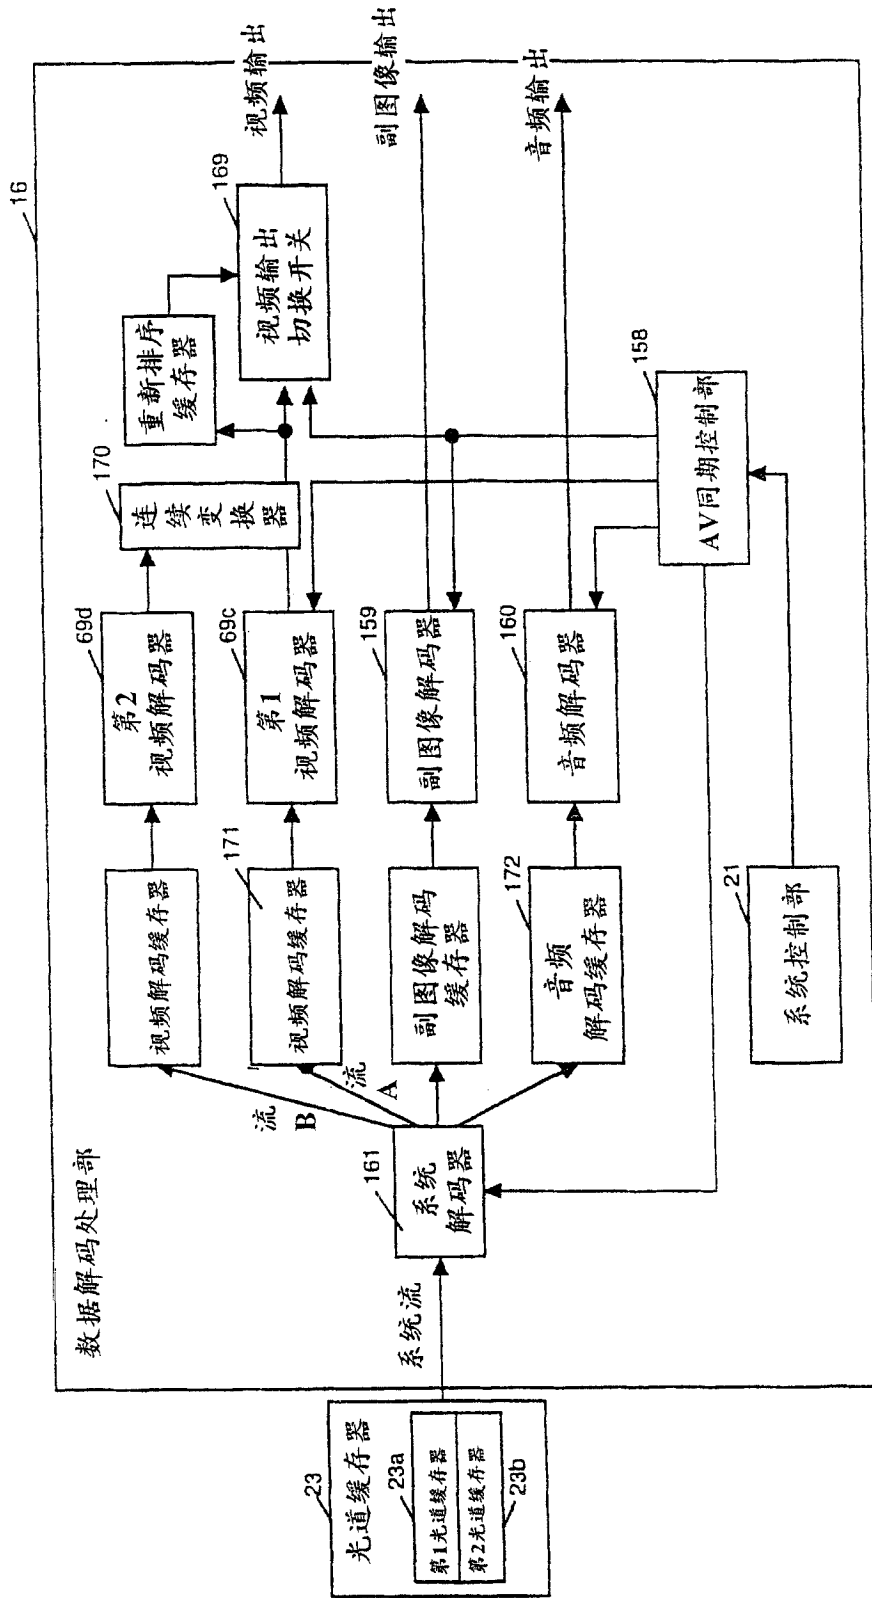 16
数据解码处理部
23
光道缓存器
23a
第1光道缓存器
第2光道缓存器
23b
系统流
161
系统
解码器
流
B
流
A
视频解码缓存器
171
视频解码缓存器
副图像解码
缓存器
172
音频
解码缓存器
21
系统控制部
69d
第2
视频解码器
69c
第1
视频解码器
159
副图像解码器
160
音频解码器
170
连续变换器
重新排序
缓存器
169
视频输出
切换开关
158
AV同期控制部
视频输出
副图像输出
音频输出